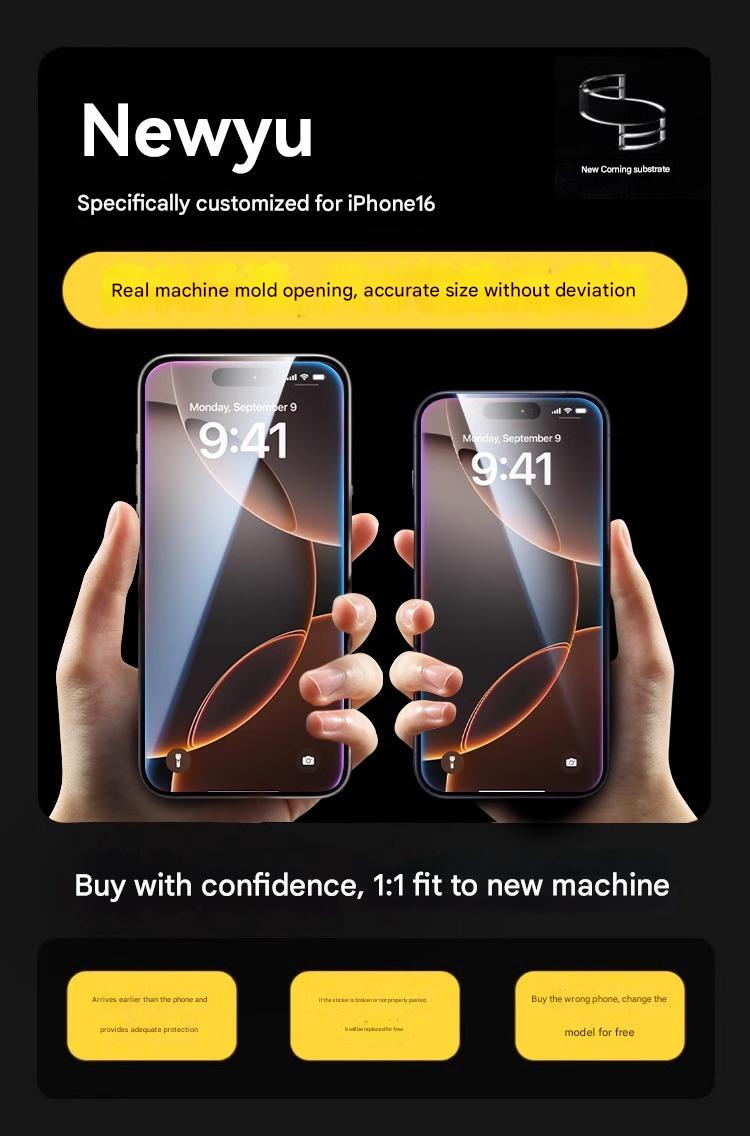 Newyu
New Corning substrate
Specifically customized for iPhone16
Real machine mold opening, accurate size without deviation
Monday, September 9
9:41
Monday, September 9
9:41
Buy with confidence, 1:1 fit to new machine
Arrives earlier than the phone and
provides adequate protection
If the sticker is broken or not properly pasted,
it will be replaced for free
Buy the wrong phone, change the
model for free